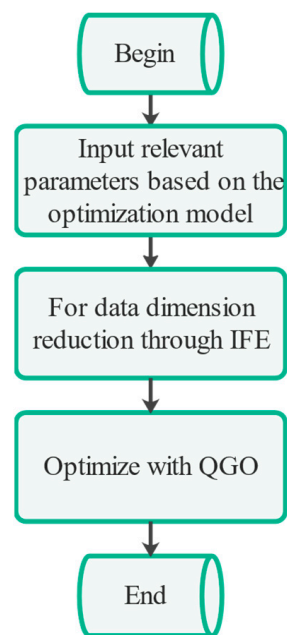 Begin
Input relevant
parameters based on the
optimization model
For data dimension
reduction through IFE
Optimize with QGO
End